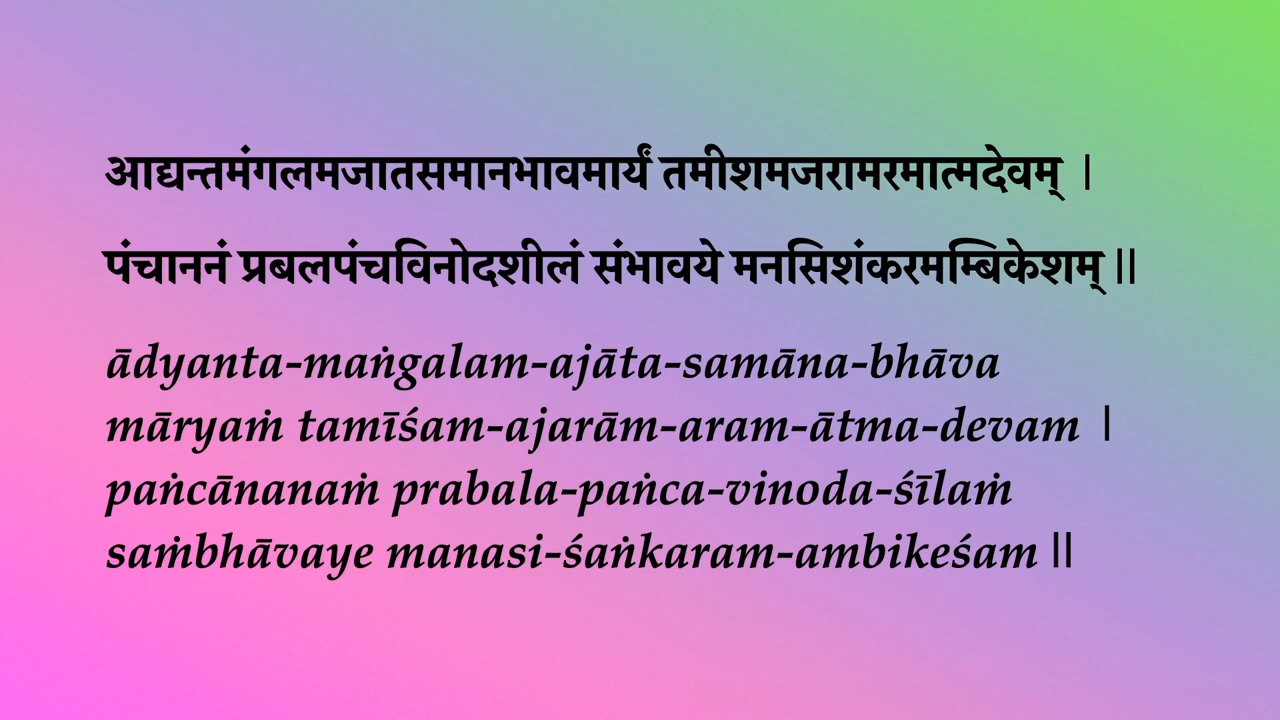 आद्यन्तमंगलमजातसमानभावमार्यं तमीशमजरामरमात्मदेवम् |
पंचाननं प्रबलपंचविनोदशीलं संभावये मनसिशंकरमम्बिकेशम् ||
ādyanta-maṅgalam-ajāta-samāna-bhāva
māryaṁ tamīśam-ajarām-aram-ātma-devam |
paṅcānanaṁ prabala-paṅca-vinoda-śīlaṁ
saṁbhāvaye manasi-śaṅkaram-ambikeśam ||